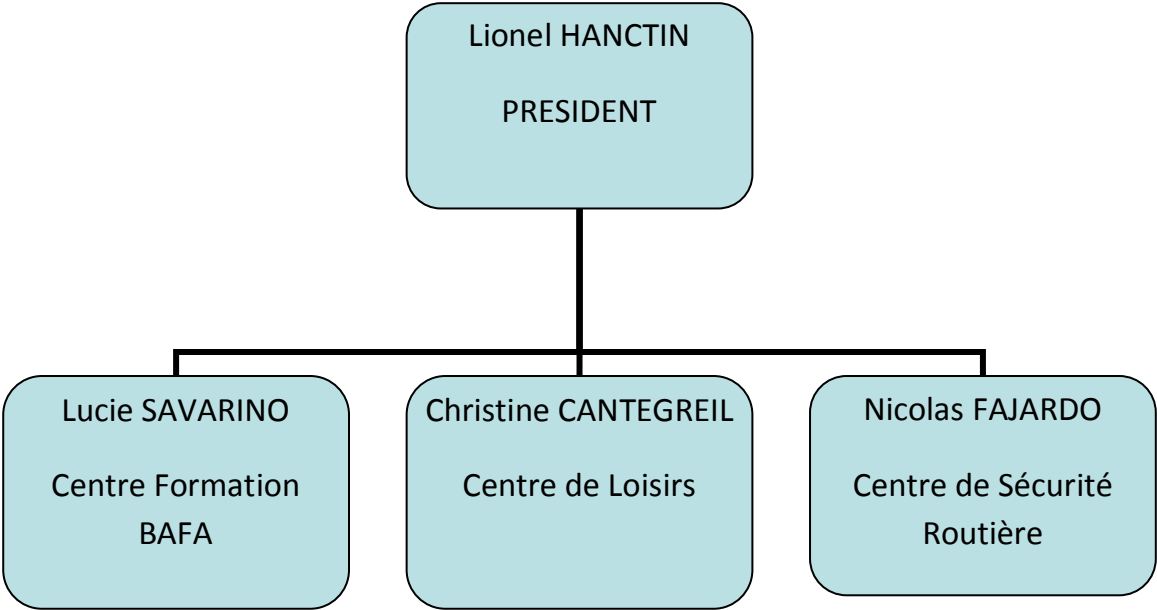 Lionel HANCTIN
PRESIDENT
Lucie SAVARINO
Centre Formation
BAFA
Christine CANTEGREIL
Centre de Loisirs
Nicolas FAJARDO
Centre de Sécurité
Routière